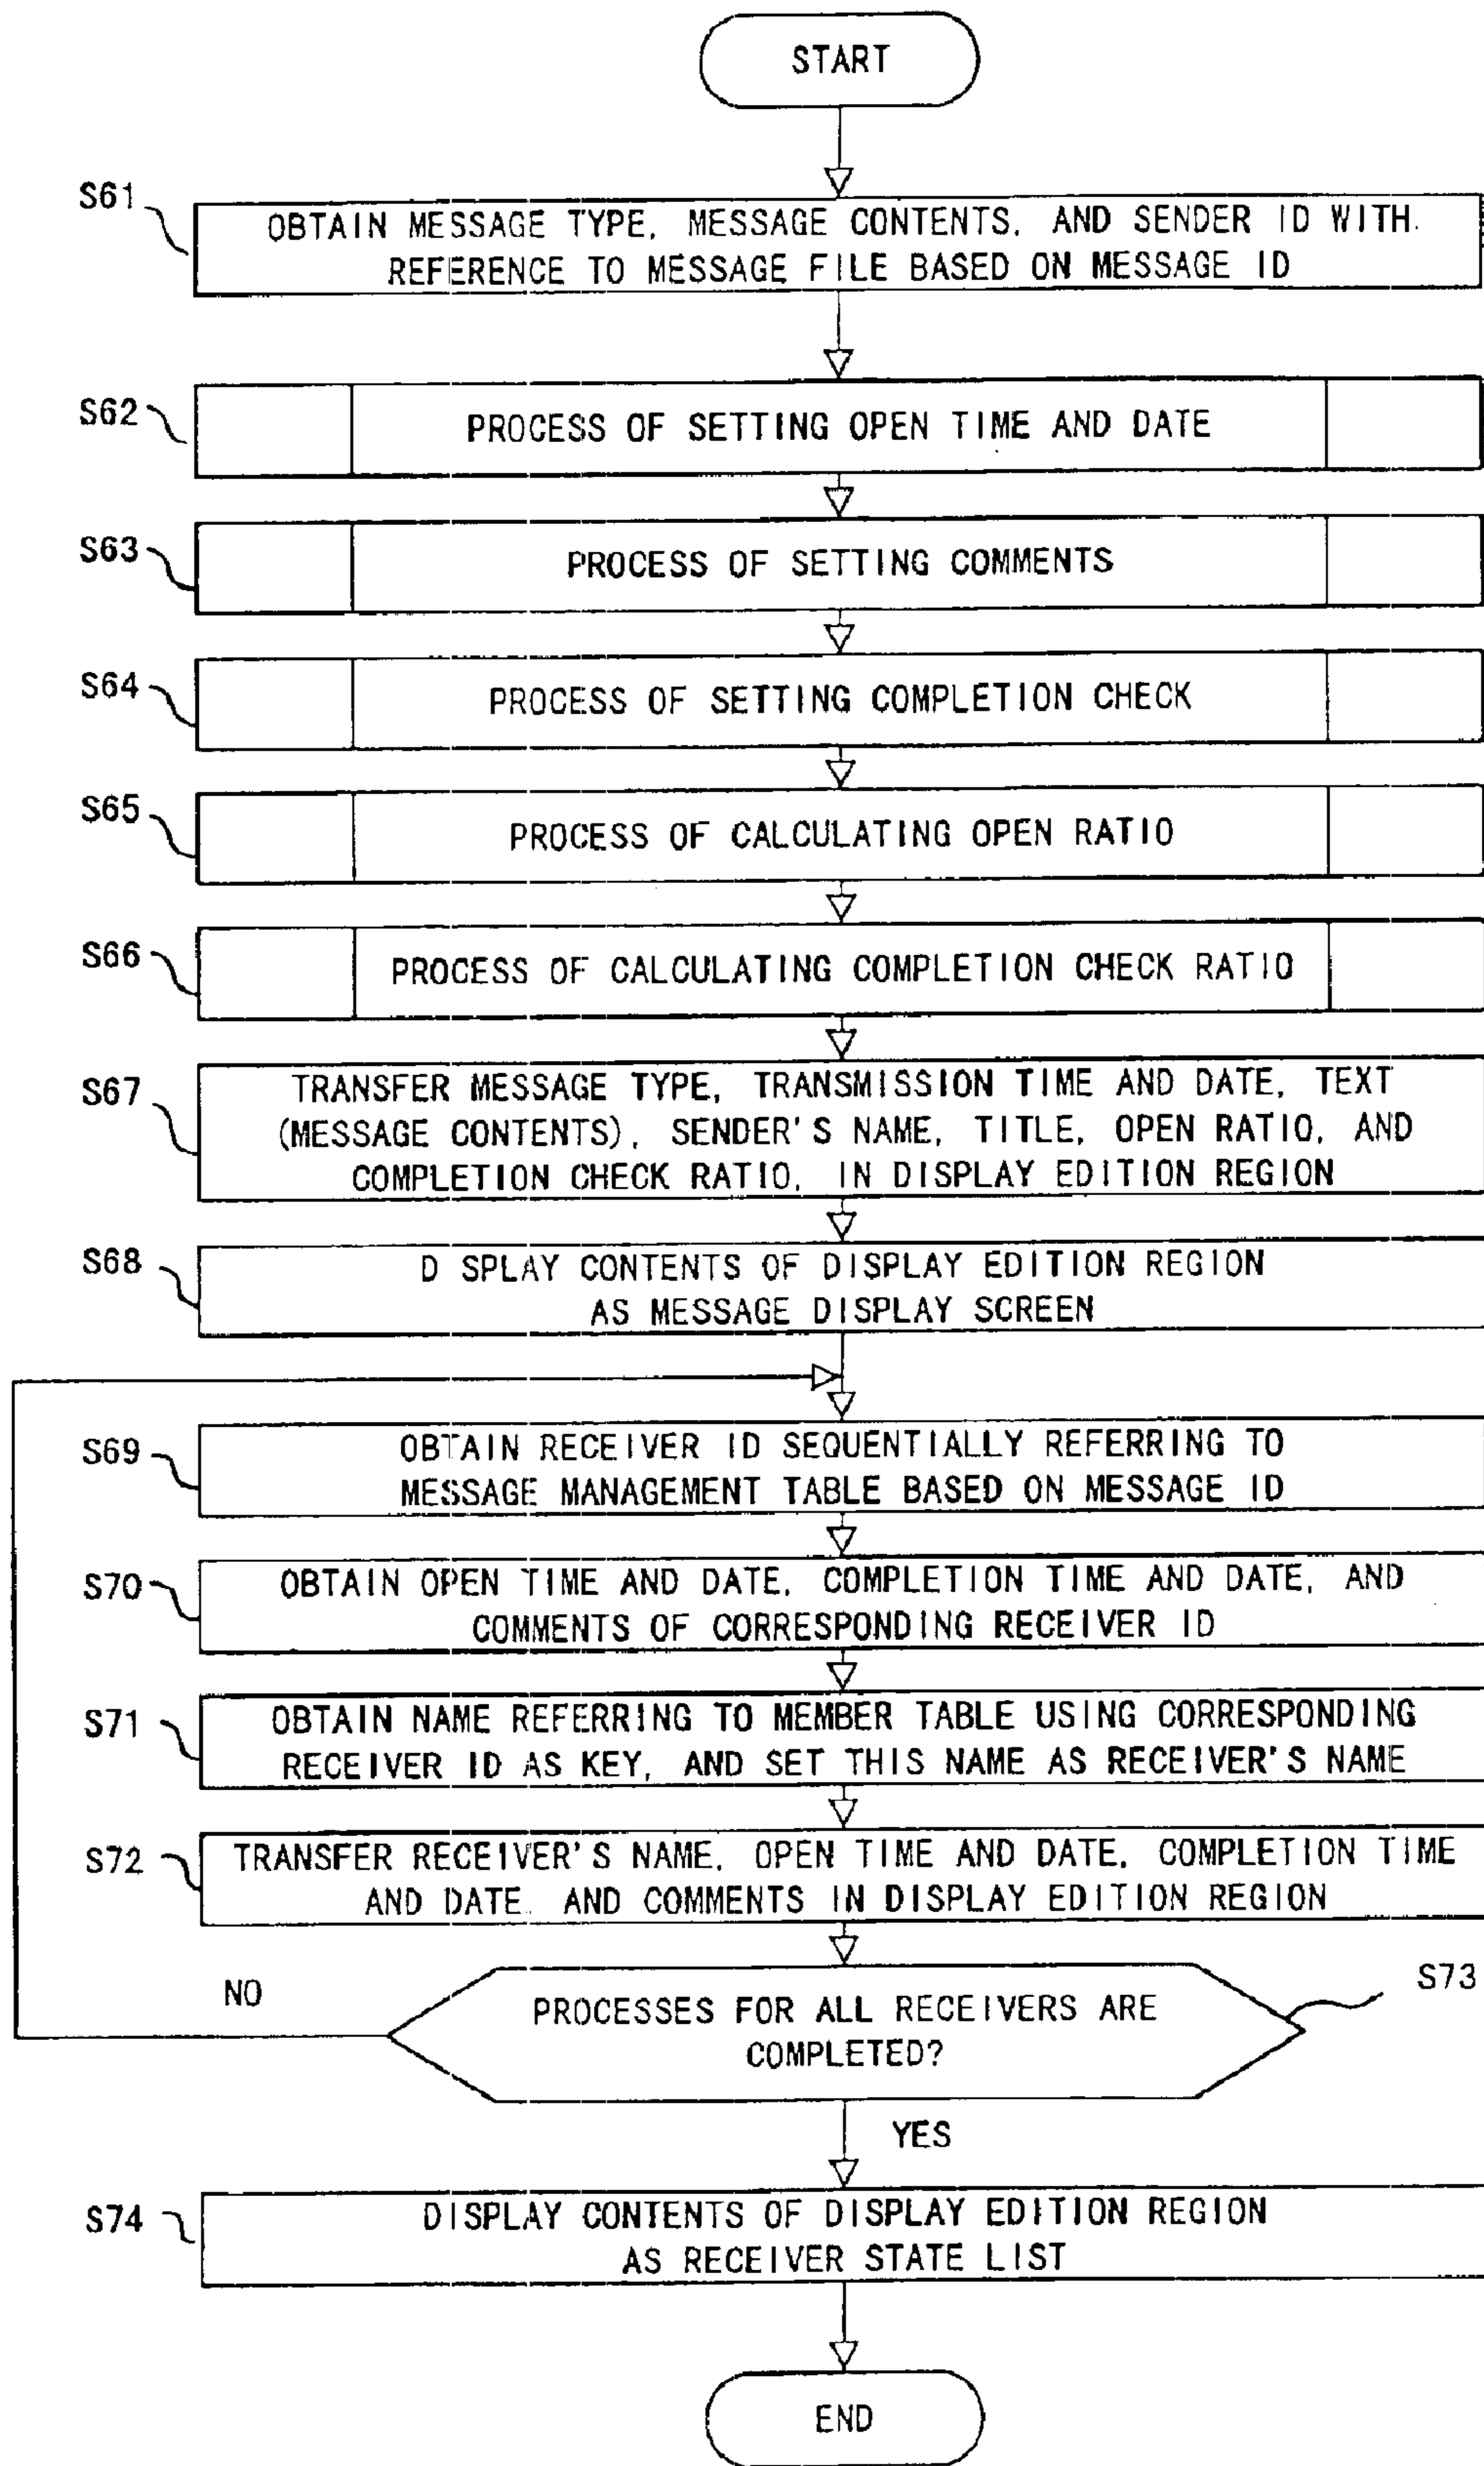 START
S61
OBTAIN MESSAGE TYPE, MESSAGE CONTENTS, AND SENDER ID WITH
REFERENCE TO MESSAGE FILE BASED ON MESSAGE ID
S62
PROCESS OF SETTING OPEN TIME AND DATE
S63
PROCESS OF SETTING COMMENTS
S64
PROCESS OF SETTING COMPLETION CHECK
S65
PROCESS OF CALCULATING OPEN RATIO
S66
PROCESS OF CALCULATING COMPLETION CHECK RATIO
S67
TRANSFER MESSAGE TYPE, TRANSMISSION TIME AND DATE, TEXT
(MESSAGE CONTENTS), SENDER'S NAME, TITLE, OPEN RATIO, AND
COMPLETION CHECK RATIO, IN DISPLAY EDITION REGION
S68
D SPLAY CONTENTS OF DISPLAY EDITION REGION
AS MESSAGE DISPLAY SCREEN
S69
OBTAIN RECEIVER ID SEQUENTIALLY REFERRING TO
MESSAGE MANAGEMENT TABLE BASED ON MESSAGE ID
S70
OBTAIN OPEN TIME AND DATE, COMPLETION TIME AND DATE, AND
COMMENTS OF CORRESPONDING RECEIVER ID
S71
OBTAIN NAME REFERRING TO MEMBER TABLE USING CORRESPONDING
RECEIVER ID AS KEY, AND SET THIS NAME AS RECEIVER'S NAME
S72
TRANSFER RECEIVER'S NAME, OPEN TIME AND DATE, COMPLETION TIME
AND DATE, AND COMMENTS IN DISPLAY EDITION REGION
NO
S73
PROCESSES FOR ALL RECEIVERS ARE
COMPLETED?
YES
S74
DISPLAY CONTENTS OF DISPLAY EDITION REGION
AS RECEIVER STATE LIST
END